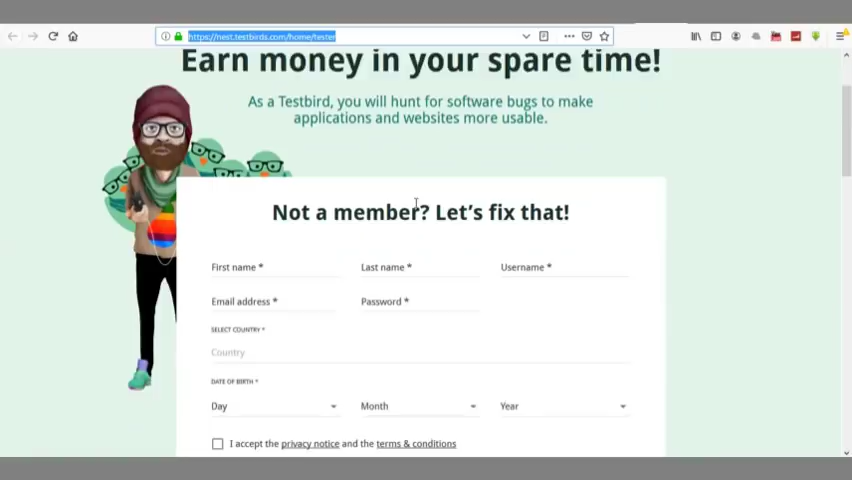 https://nest.testbirds.com/home/tester
Earn money in your spare time!
As a Testbird, you will hunt for software bugs to make
applications and websites more usable.
Not a member? Let's fix that!
First name * Last name * Username *
Email address * Password *
SELECT COUNTRY *
Country
DATE OF BIRTH *
Day Month Year
I accept the privacy notice and the terms & conditions